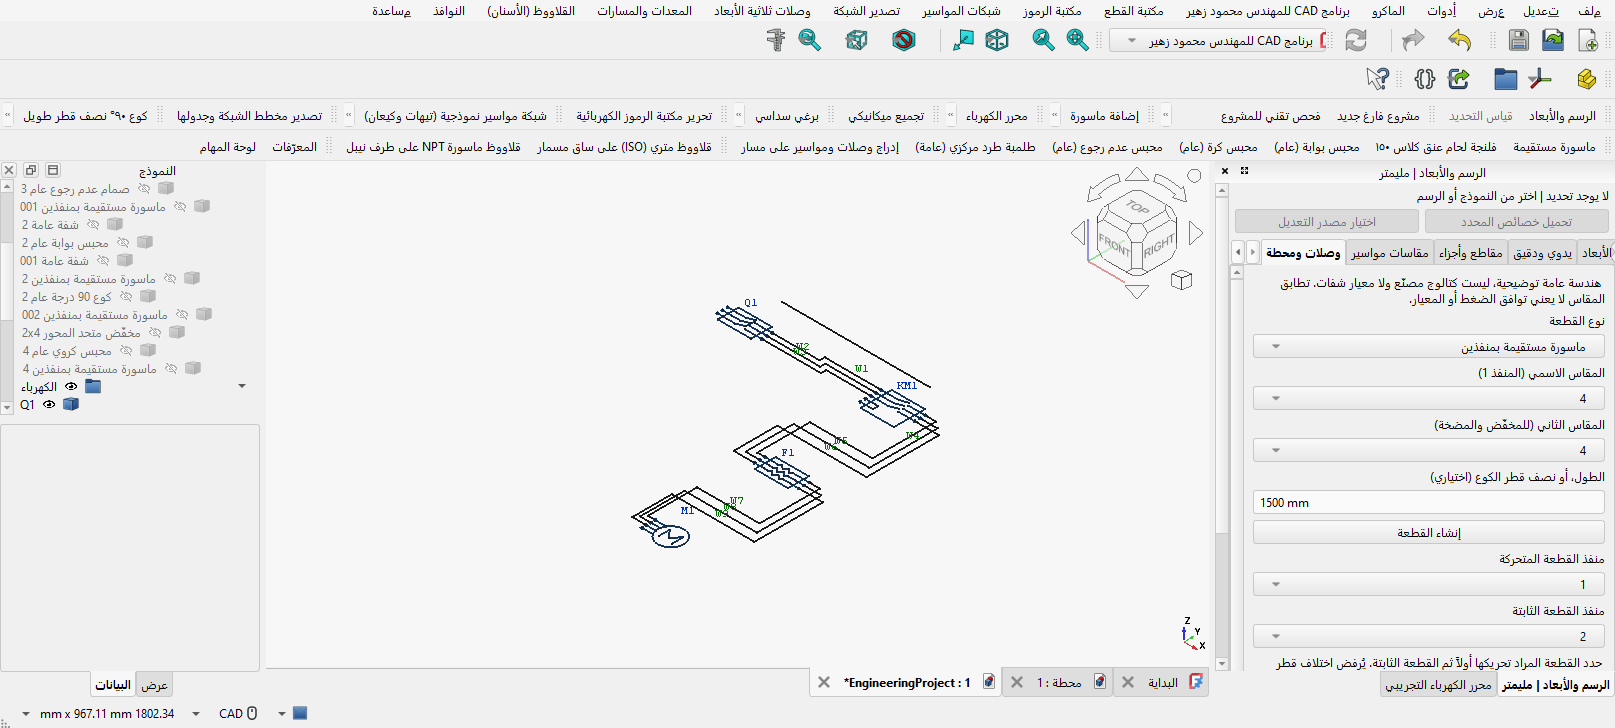 ملف تعديل عرض أدوات الماكرو برنامج CAD للمهندس محمود زهير مكتبة القطع مكتبة الرموز شبكات المواسير تصدير الشبكة وصلات ثلاثية الأبعاد المعدات والمسارات القلاووظ (الأسنان) النوافذ مساعدة
برنامج CAD للمهندس محمود زهير
الرسم والأبعاد قياس التحديد مشروع فارغ جديد فحص تقني للمشروع » إضافة ماسورة » محرر الكهرباء » تجميع ميكانيكي » برغي سداسي » تحرير مكتبة الرموز الكهربائية شبكة مواسير نموذجية (تيهات وكيعان) » تصدير مخطط الشبكة وجدولها كوع ٩٠° نصف قطر طويل »
ماسورة مستقيمة فلنجة لحام عنق كلاس ١٥٠ محبس بوابة (عام) محبس كرة (عام) محبس عدم رجوع (عام) طلمبة طرد مركزي (عامة) إدراج وصلات ومواسير على مسار قلاووظ متري (ISO) على ساق مسمار قلاووظ ماسورة NPT على طرف نيبل المعرّفات لوحة المهام
الرسم والأبعاد | مليمتر
لا يوجد تحديد | اختر من النموذج أو الرسم
تحميل خصائص المحدد
اختيار مصدر التعديل
الأبعاد
يدوي ودقيق
مقاطع وأجزاء
مقاسات مواسير
وصلات ومحطة
هندسة عامة توضيحية، ليست كتالوج مصنّع ولا معيار شفات. تطابق
المقاس لا يعني توافق الضغط أو المعيار.
نوع القطعة
ماسورة مستقيمة بمنفذين
المقاس الاسمي (المنفذ 1)
4
المقاس الثاني (للمخفّض والمضخة)
4
الطول، أو نصف قطر الكوع (اختياري)
1500 mm
إنشاء القطعة
منفذ القطعة المتحركة
1
منفذ القطعة الثابتة
2
حدد القطعة المراد تحريكها أولاً ثم القطعة الثابتة. يُرفض اختلاف قطر
الرسم والأبعاد | مليمتر
محرر الكهرباء التجريبي
TOP
FRONT
RIGHT
Q1
W2
W1
KM1
W4
W5
F1
W7
M1
M
Z
Y
X
النموذج
صمام عدم رجوع عام 3
ماسورة مستقيمة بمنفذين 001
شفة عامة 2
محبس بوابة عام 2
شفة عامة 001
ماسورة مستقيمة بمنفذين 2
كوع 90 درجة عام 2
ماسورة مستقيمة بمنفذين 002
مخفّض متحد المحور 2x4
محبس كروي عام 4
ماسورة مستقيمة بمنفذين 4
الكهرباء
Q1
عرض
البيانات
البداية
محطة : 1
EngineeringProject : 1*
CAD
1802.34 mm x 967.11 mm